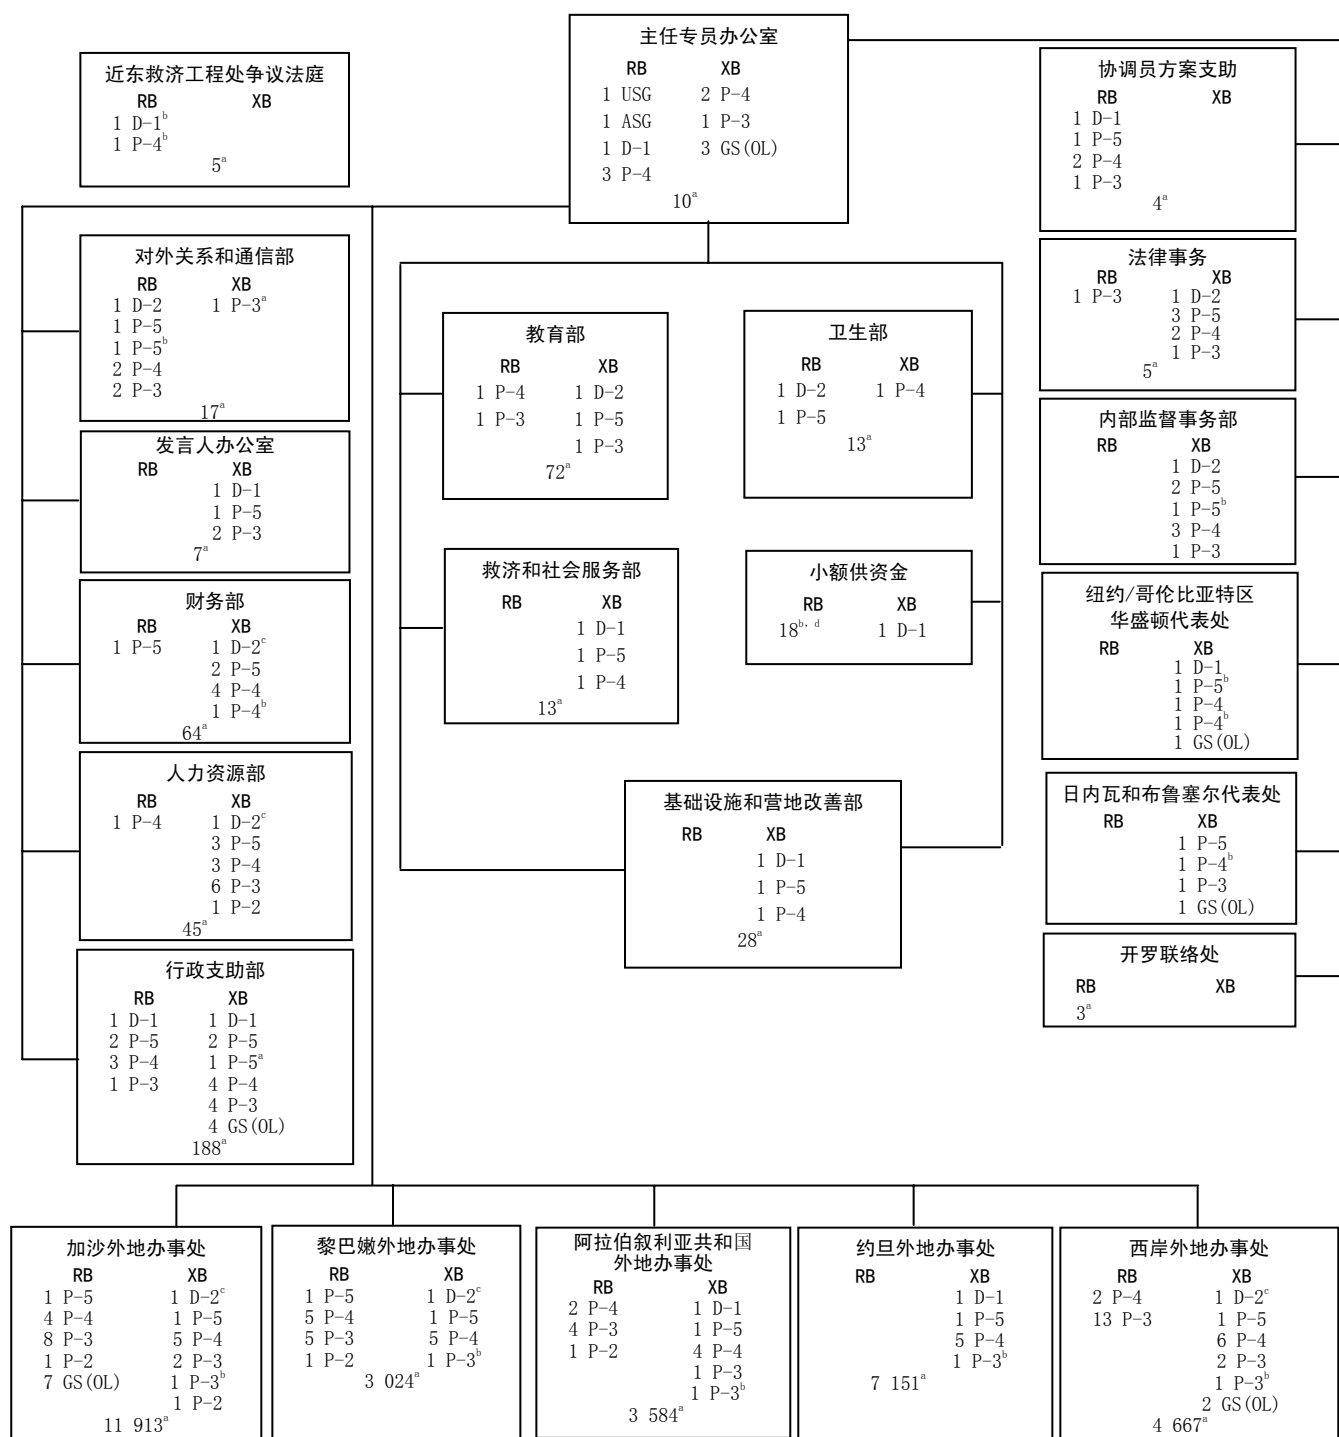 主任专员办公室
RB XB
1 USG 2 P-4
1 ASG 1 P-3
1 D-1 3 GS(OL)
3 P-4
10ᵃ
近东救济工程处争议法庭
RB XB
1 D-1ᵇ
1 P-4ᵇ
5ᵃ
协调员方案支助
RB XB
1 D-1
1 P-5
2 P-4
1 P-3
4ᵃ
对外关系和通信部
RB XB
1 D-2 1 P-3ᵃ
1 P-5
1 P-5ᵇ
2 P-4
2 P-3
17ᵃ
发言人办公室
RB XB
1 D-1
1 P-5
2 P-3
7ᵃ
财务部
RB XB
1 P-5 1 D-2ᶜ
2 P-5
4 P-4
1 P-4ᵇ
64ᵃ
人力资源部
RB XB
1 P-4 1 D-2ᶜ
3 P-5
3 P-4
6 P-3
1 P-2
45ᵃ
行政支助部
RB XB
1 D-1 1 D-1
2 P-5 2 P-5
3 P-4 1 P-5ᵃ
1 P-3 4 P-4
4 P-3
4 GS(OL)
188ᵃ
教育部
RB XB
1 P-4 1 D-2
1 P-3 1 P-5
1 P-3
72ᵃ
卫生部
RB XB
1 D-2 1 P-4
1 P-5
13ᵃ
救济和社会服务部
RB XB
1 D-1
1 P-5
1 P-4
13ᵃ
小额供资金
RB XB
18ᵇ, ᵈ 1 D-1
基础设施和营地改善部
RB XB
1 D-1
1 P-5
1 P-4
28ᵃ
法律事务
RB XB
1 P-3 1 D-2
3 P-5
2 P-4
1 P-3
5ᵃ
内部监督事务部
RB XB
1 D-2
2 P-5
1 P-5ᵇ
3 P-4
1 P-3
纽约/哥伦比亚特区
华盛顿代表处
RB XB
1 D-1
1 P-5ᵇ
1 P-4
1 P-4ᵇ
1 GS(OL)
日内瓦和布鲁塞尔代表处
RB XB
1 P-5
1 P-4ᵇ
1 P-3
1 GS(OL)
开罗联络处
RB XB
3ᵃ
加沙外地办事处
RB XB
1 P-5 1 D-2ᶜ
4 P-4 1 P-5
8 P-3 5 P-4
1 P-2 2 P-3
7 GS(OL) 1 P-3ᵇ
1 P-2
11 913ᵃ
黎巴嫩外地办事处
RB XB
1 P-5 1 D-2ᶜ
5 P-4 1 P-5
5 P-3 5 P-4
1 P-2 1 P-3ᵇ
3 024ᵃ
阿拉伯叙利亚共和国
外地办事处
RB XB
2 P-4 1 D-1
4 P-3 1 P-5
1 P-2 4 P-4
1 P-3
1 P-3ᵇ
3 584ᵃ
约旦外地办事处
RB XB
1 D-1
1 P-5
5 P-4
1 P-3ᵇ
7 151ᵃ
西岸外地办事处
RB XB
2 P-4 1 D-2ᶜ
13 P-3 1 P-5
6 P-4
2 P-3
1 P-3ᵇ
2 GS(OL)
4 667ᵃ